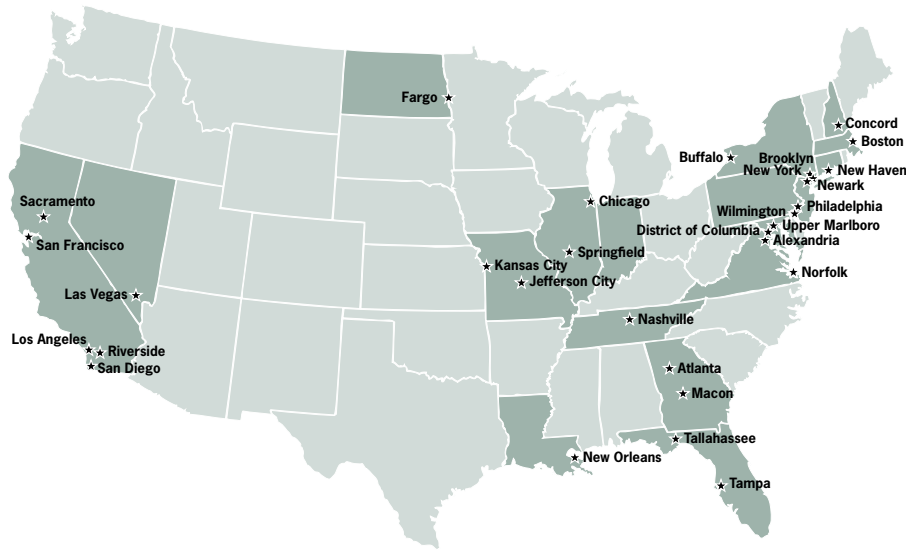 Fargo
Concord
Boston
Buffalo
Brooklyn
New York
New Haven
Newark
Sacramento
Chicago
Philadelphia
Wilmington
Upper Marlboro
District of Columbia
Alexandria
San Francisco
Springfield
Kansas City
Norfolk
Jefferson City
Las Vegas
Nashville
Los Angeles
Riverside
San Diego
Atlanta
Macon
Tallahassee
New Orleans
Tampa